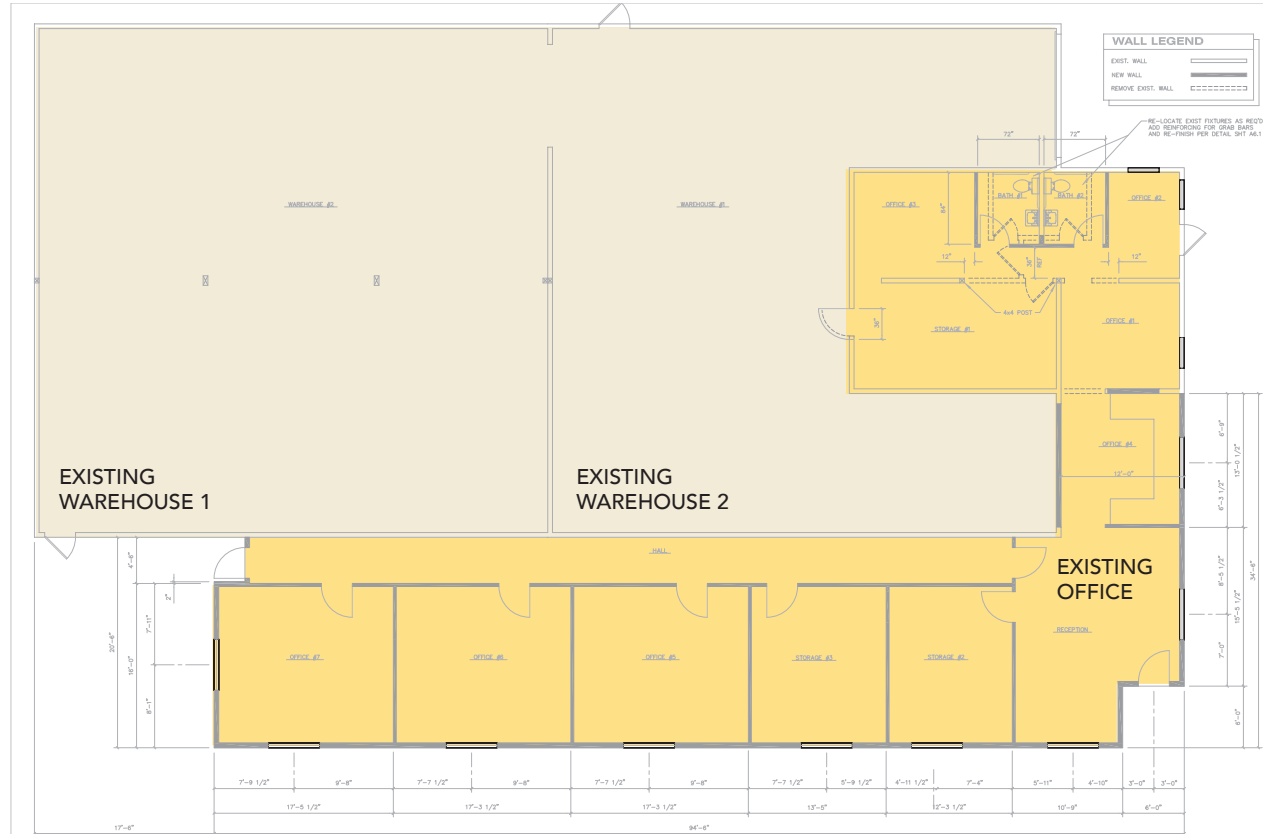 WALL LEGEND
EXIST. WALL
NEW WALL
REMOVE EXIST. WALL
RE-LOCATE EXIST FIXTURES AS REQ'D
ADD REINFORCING FOR GRAB BARS
AND RE-FINISH PER DETAIL SHT A6.1
72"
72"
WAREHOUSE #2
WAREHOUSE #1
OFFICE #3
84"
BATH #1
BATH #2
OFFICE #2
12"
36"
REF
12"
4x4 POST
36"
STORAGE #1
OFFICE #1
OFFICE #4
12'-0"
6'-9"
13'-0 1/2"
6'-3 1/2"
EXISTING
WAREHOUSE 1
EXISTING
WAREHOUSE 2
HALL
EXISTING
OFFICE
RECEPTION
8'-5 1/2"
15'-5 1/2"
34'-6"
7'-0"
6'-0"
4'-6"
2"
7'-11"
20'-6"
16'-0"
8'-1"
OFFICE #7
OFFICE #6
OFFICE #5
STORAGE #3
STORAGE #2
7'-9 1/2"
9'-8"
7'-7 1/2"
9'-8"
7'-7 1/2"
9'-8"
7'-7 1/2"
5'-9 1/2"
4'-11 1/2"
7'-4"
5'-11"
4'-10"
3'-0"
3'-0"
17'-5 1/2"
17'-3 1/2"
17'-3 1/2"
13'-5"
12'-3 1/2"
10'-9"
6'-0"
17'-6"
94'-6"